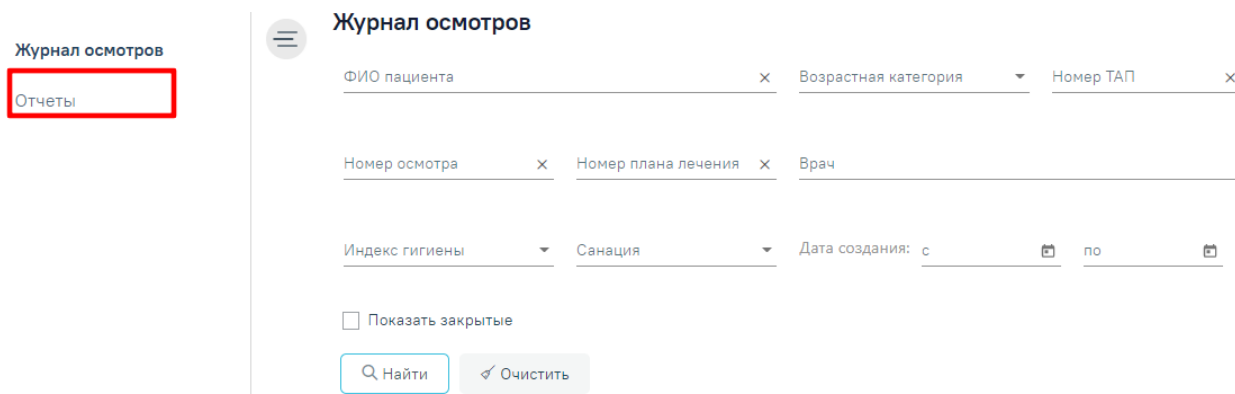 Журнал осмотров
Отчеты
Журнал осмотров
ФИО пациента
Возрастная категория
Номер ТАП
Номер осмотра
Номер плана лечения
Врач
Индекс гигиены
Санация
Дата создания: с
по
Показать закрытые
Найти
Очистить